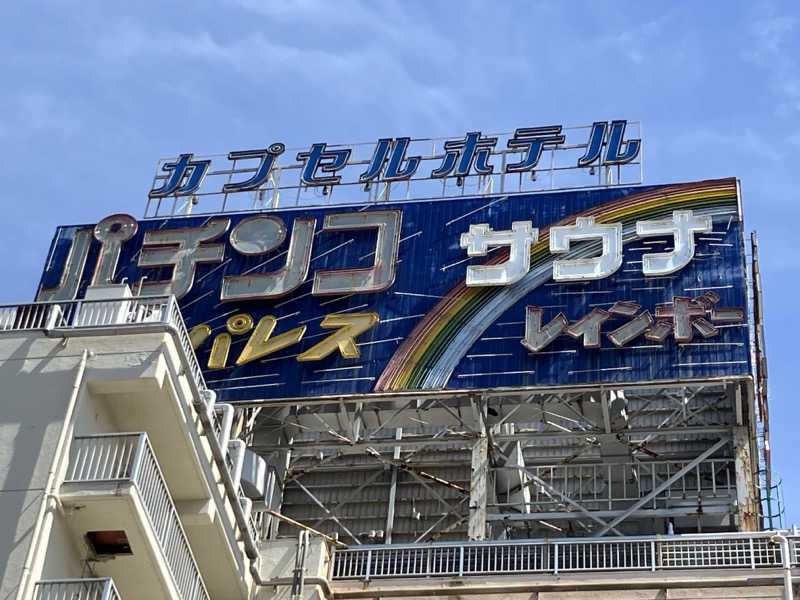 カプセルホテル
パチンコ
パレス
サウナ
レインボー